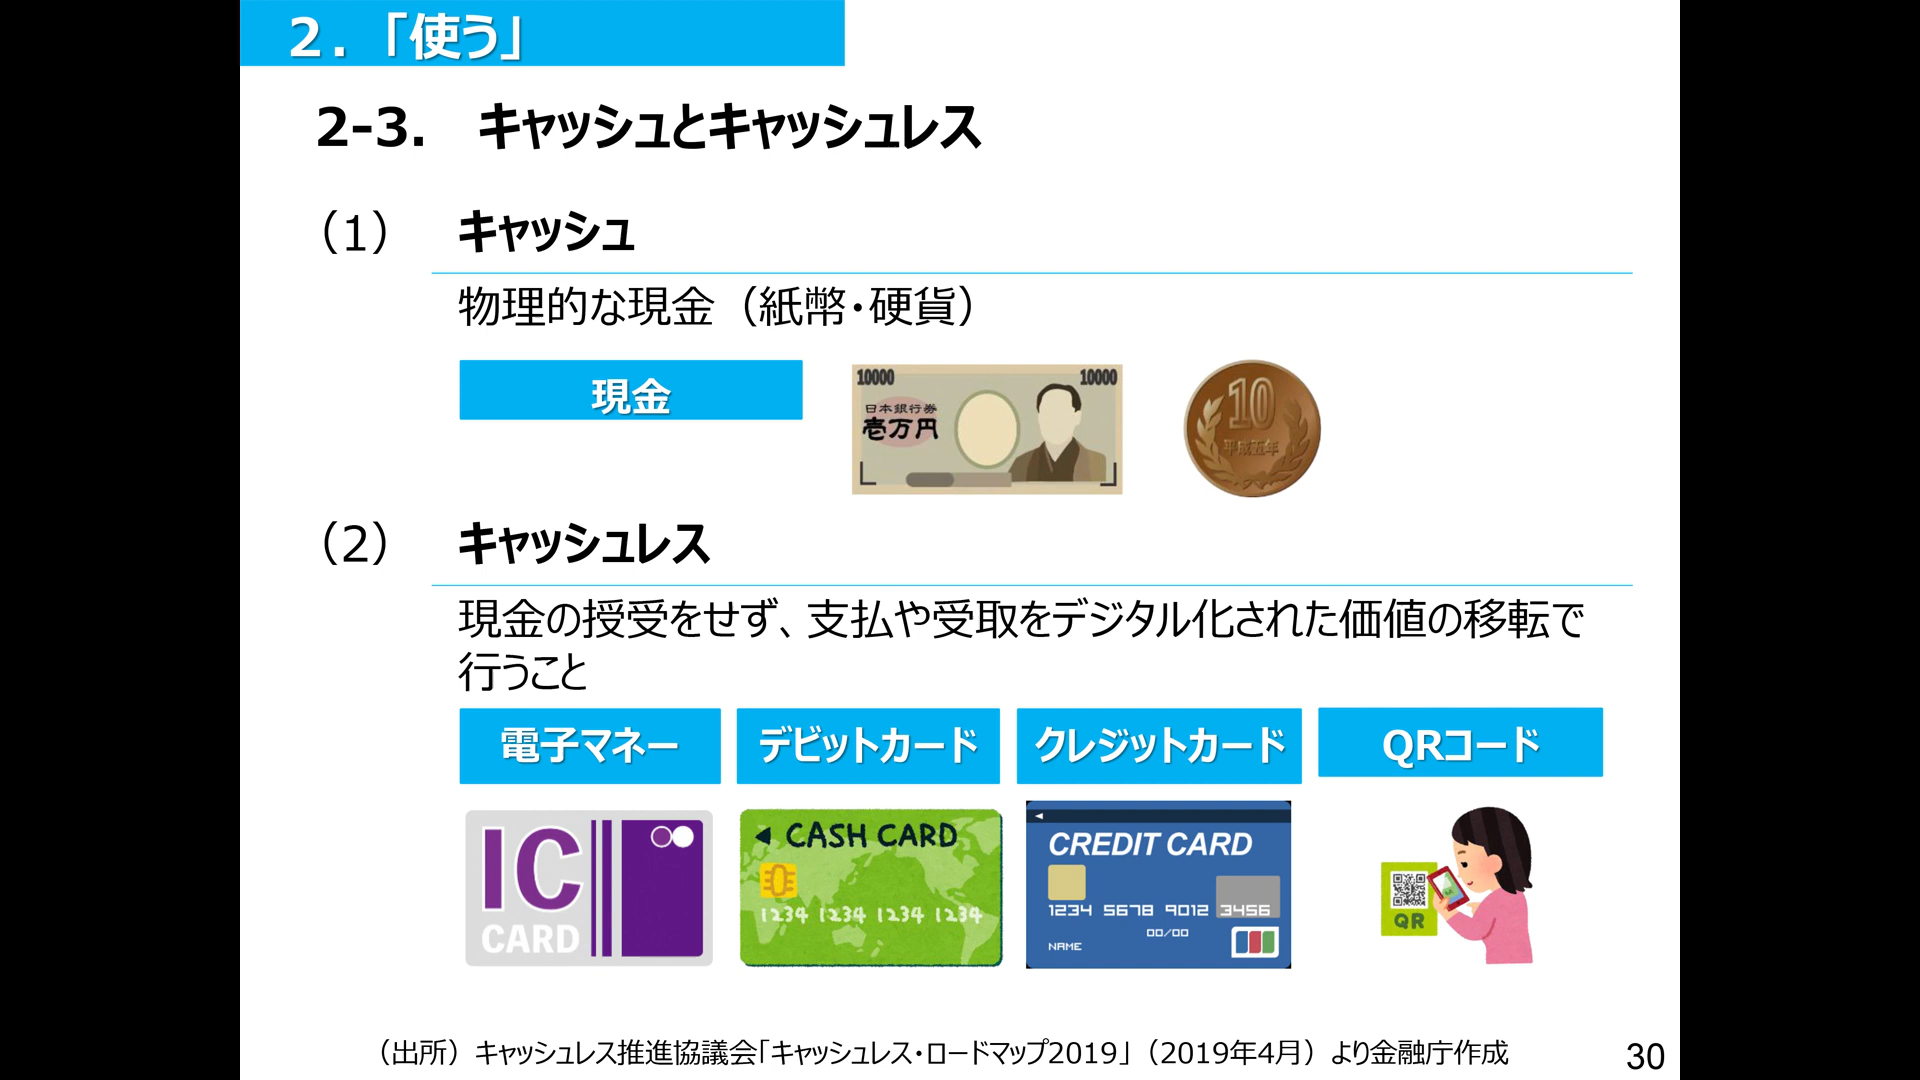 ２．「使う」
2-3.　キャッシュとキャッシュレス
（1）　キャッシュ
物理的な現金（紙幣・硬貨）
現金
10000 10000
日本銀行券
壱万円
10
平成五年
（2）　キャッシュレス
現金の授受をせず、支払や受取をデジタル化された価値の移転で
行うこと
電子マネー
デビットカード
クレジットカード
QRコード
IC
CARD
CASH CARD
1234 1234 1234 1234
CREDIT CARD
1234 5678 9012 3456
00/00
NAME
QR
（出所）キャッシュレス推進協議会「キャッシュレス・ロードマップ2019」（2019年4月）より金融庁作成
30